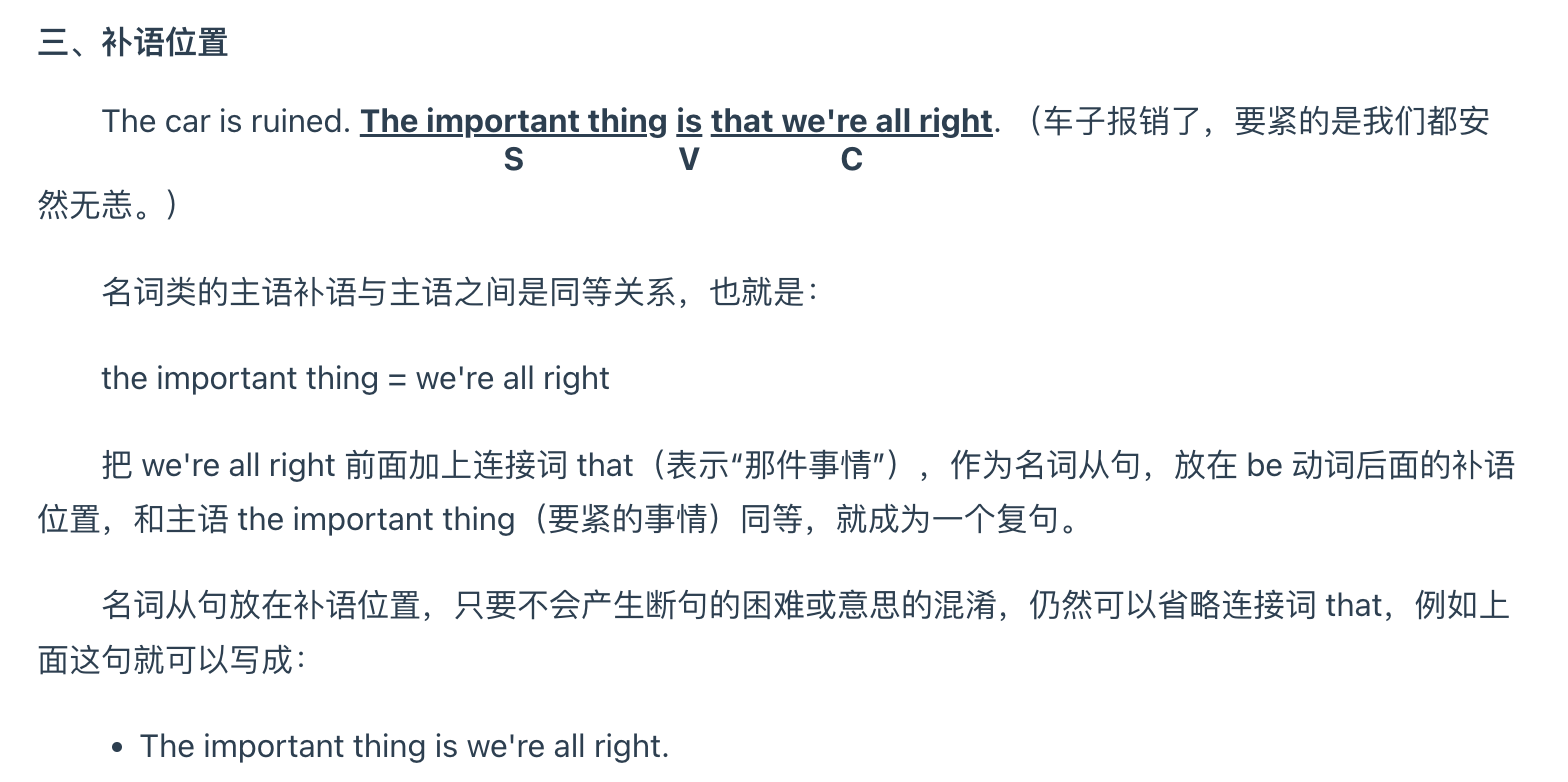 三、补语位置
The car is ruined. The important thing is that we're all right. （车子报销了，要紧的是我们都安
S V C
然无恙。）
名词类的主语补语与主语之间是同等关系，也就是：
the important thing = we're all right
把 we're all right 前面加上连接词 that（表示“那件事情”），作为名词从句，放在 be 动词后面的补语
位置，和主语 the important thing（要紧的事情）同等，就成为一个复句。
名词从句放在补语位置，只要不会产生断句的困难或意思的混淆，仍然可以省略连接词 that，例如上
面这句就可以写成：
• The important thing is we're all right.